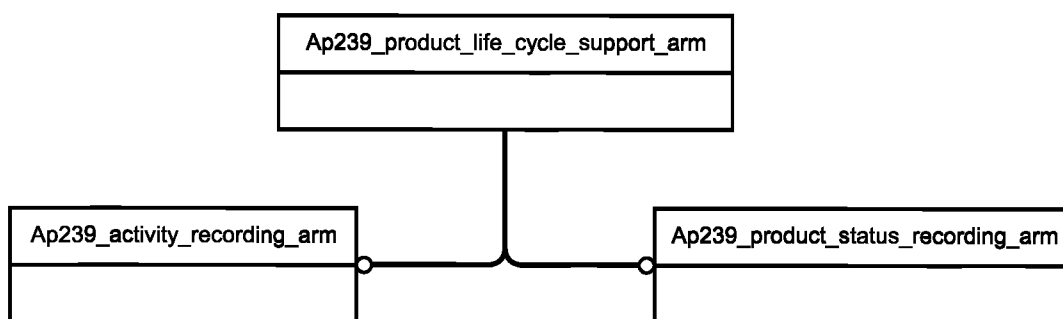 Ap239_product_life_cycle_support_arm
Ap239_activity_recording_arm
Ap239_product_status_recording_arm